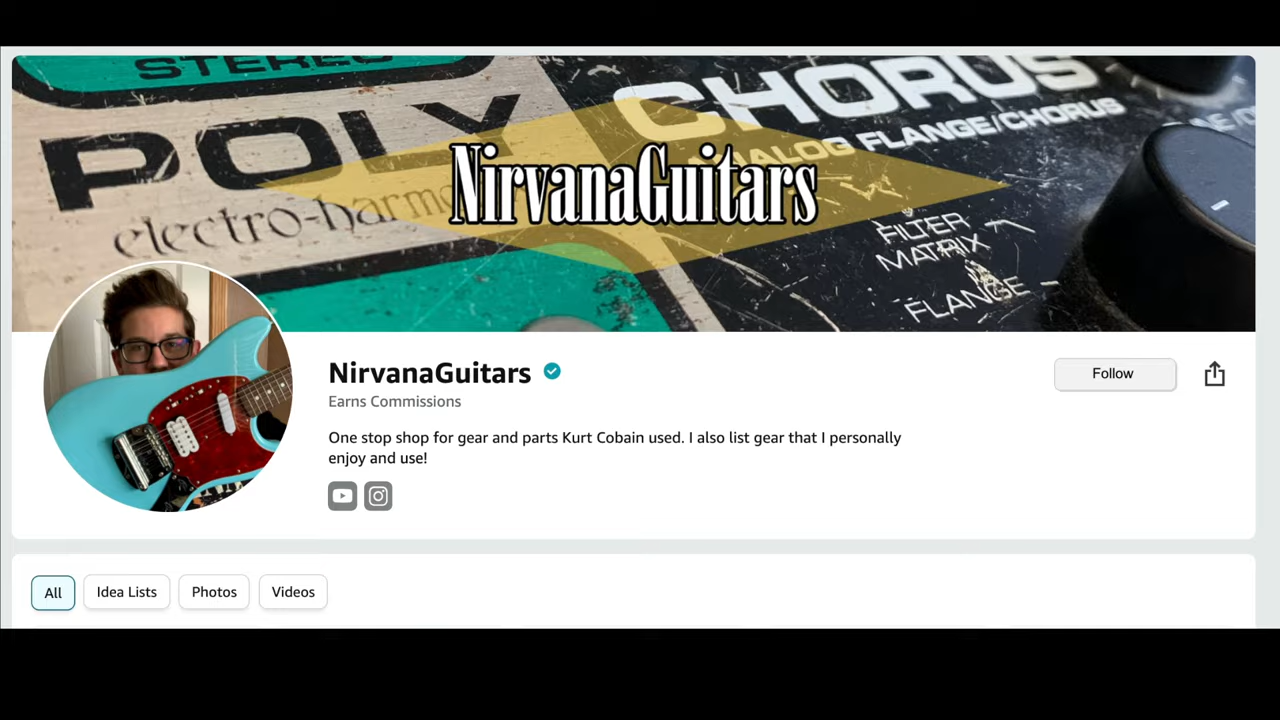 STEREO
POLY
CHORUS
ANALOG FLANGE/CHORUS
electro-harmo
NirvanaGuitars
FILTER
MATRIX
FLANGE
NirvanaGuitars
Earns Commissions
Follow
One stop shop for gear and parts Kurt Cobain used. I also list gear that I personally
enjoy and use!
All
Idea Lists
Photos
Videos